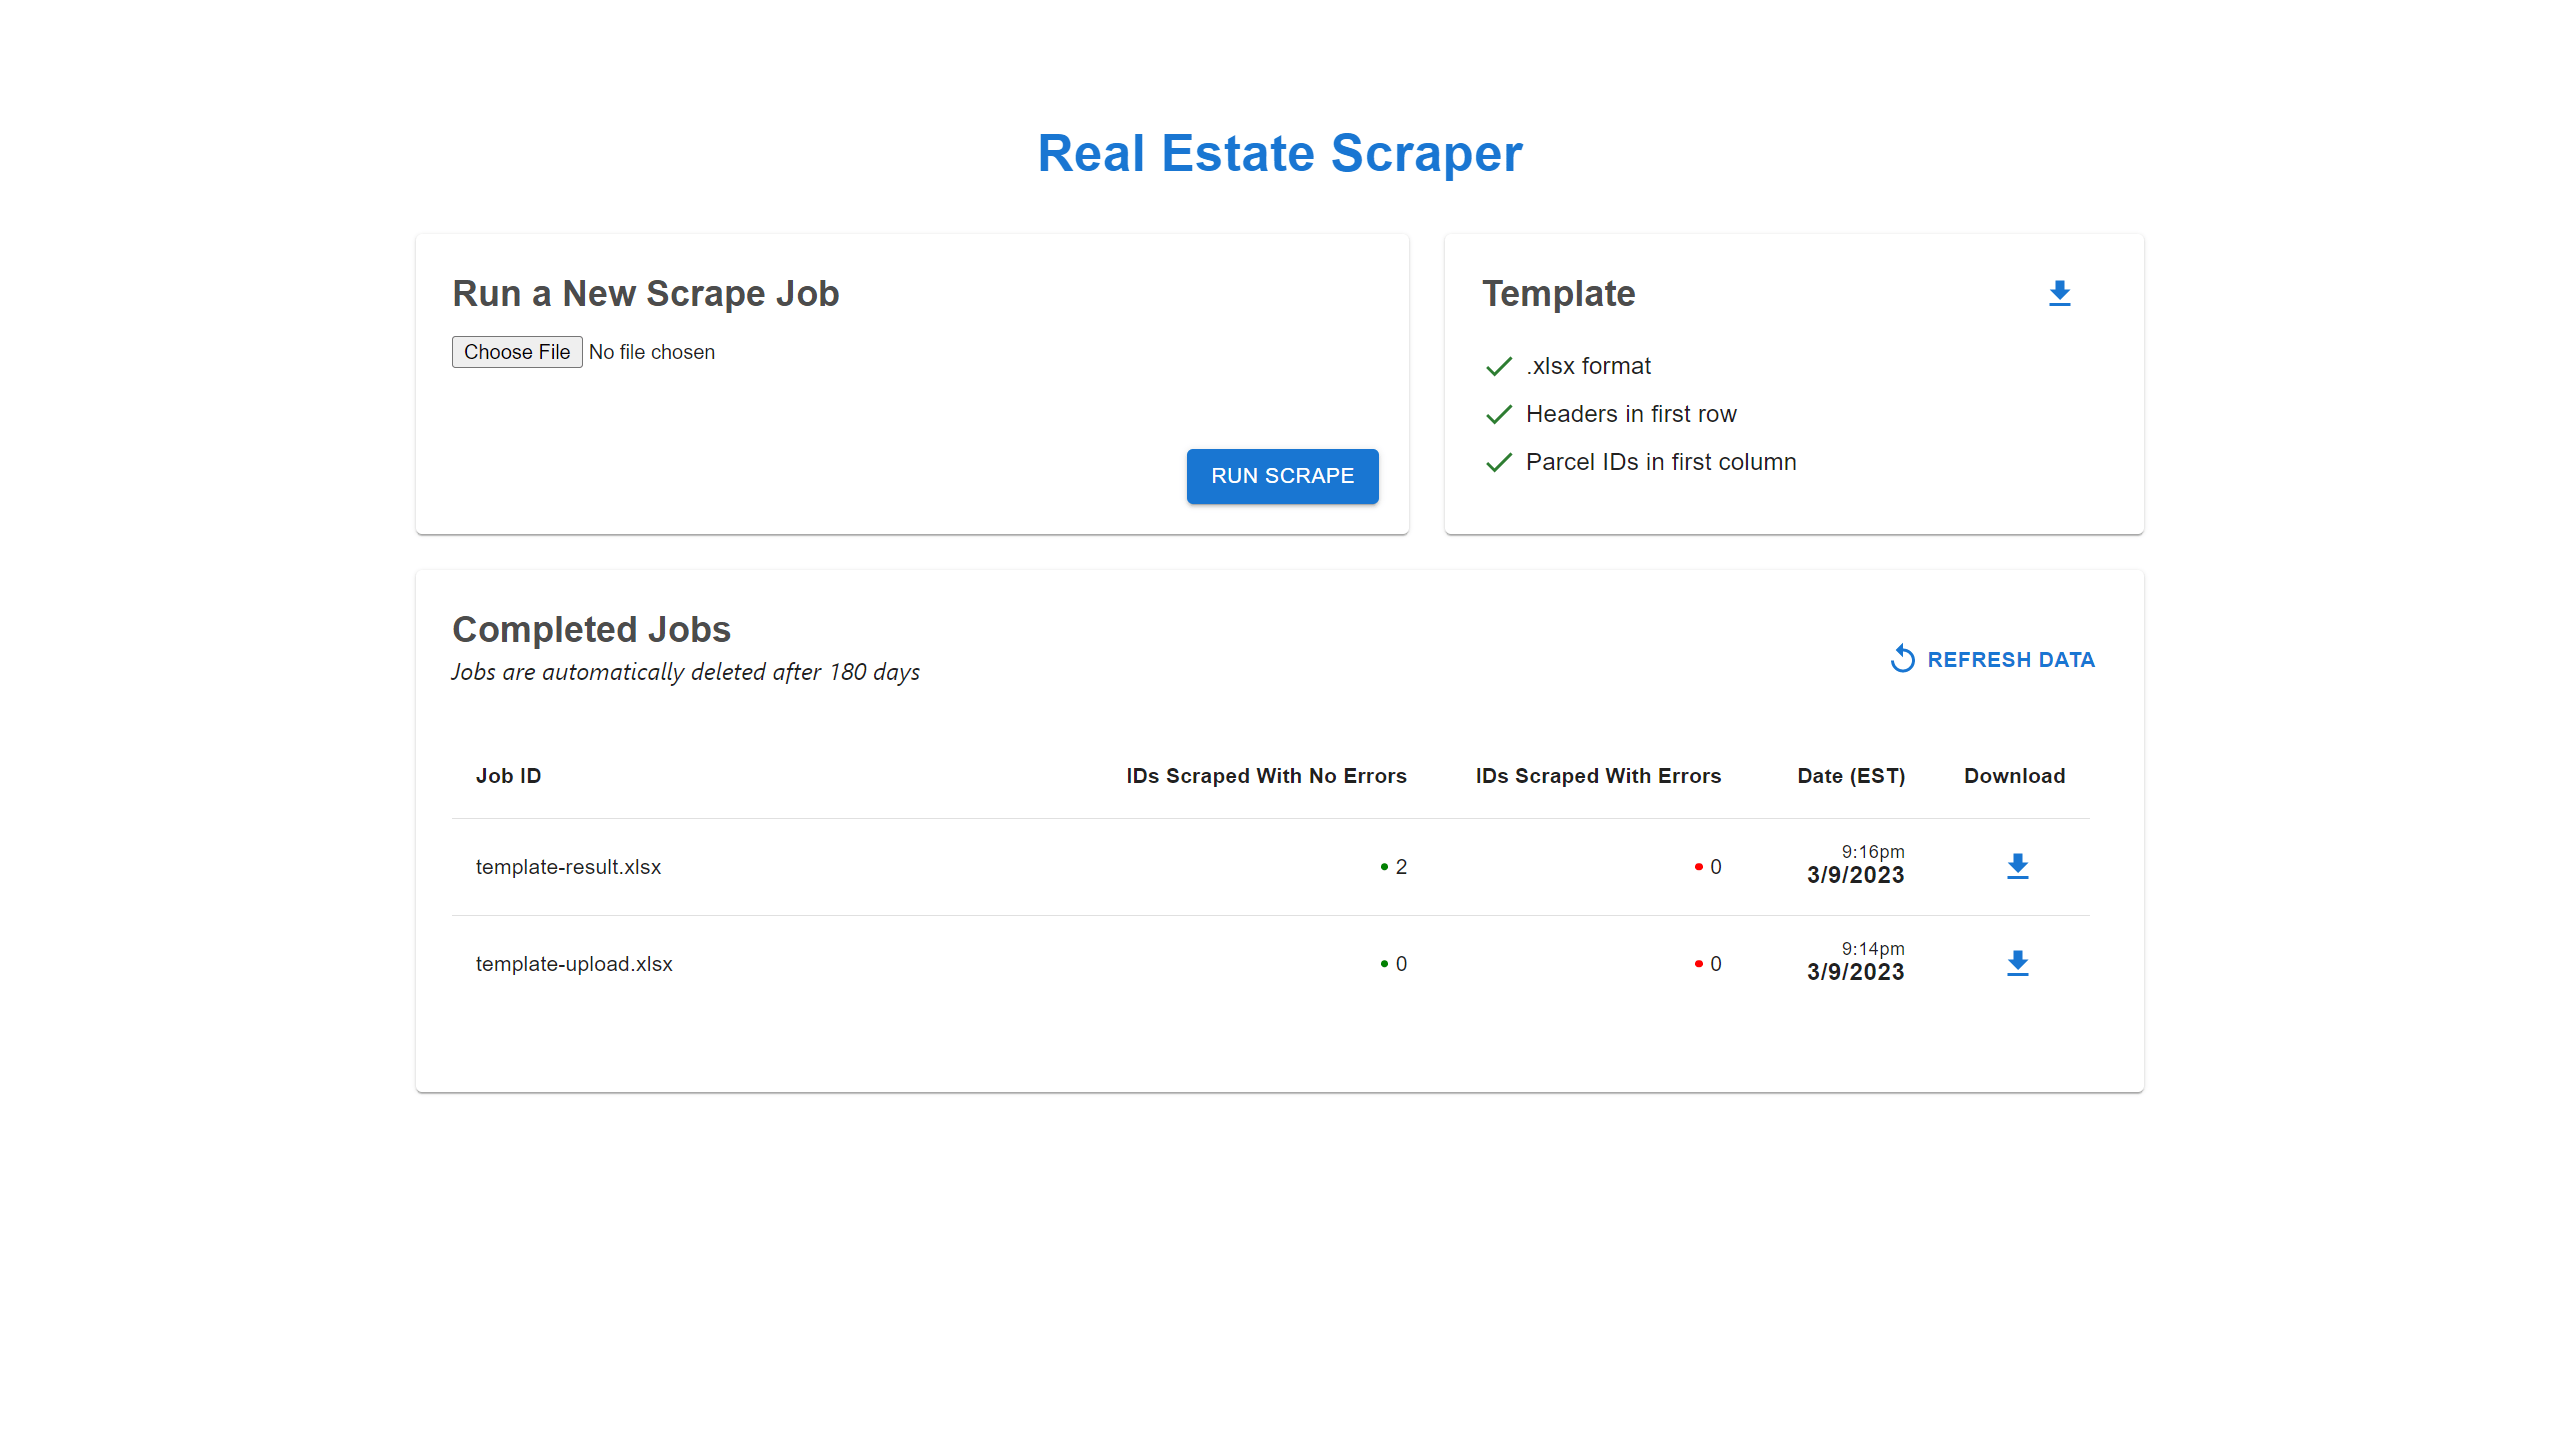 Real Estate Scraper
Run a New Scrape Job
Choose File No file chosen
RUN SCRAPE
Template
.xlsx format
Headers in first row
Parcel IDs in first column
Completed Jobs
Jobs are automatically deleted after 180 days
REFRESH DATA
Job ID IDs Scraped With No Errors IDs Scraped With Errors Date (EST) Download
template-result.xlsx • 2 • 0 9:16pm
3/9/2023
template-upload.xlsx • 0 • 0 9:14pm
3/9/2023